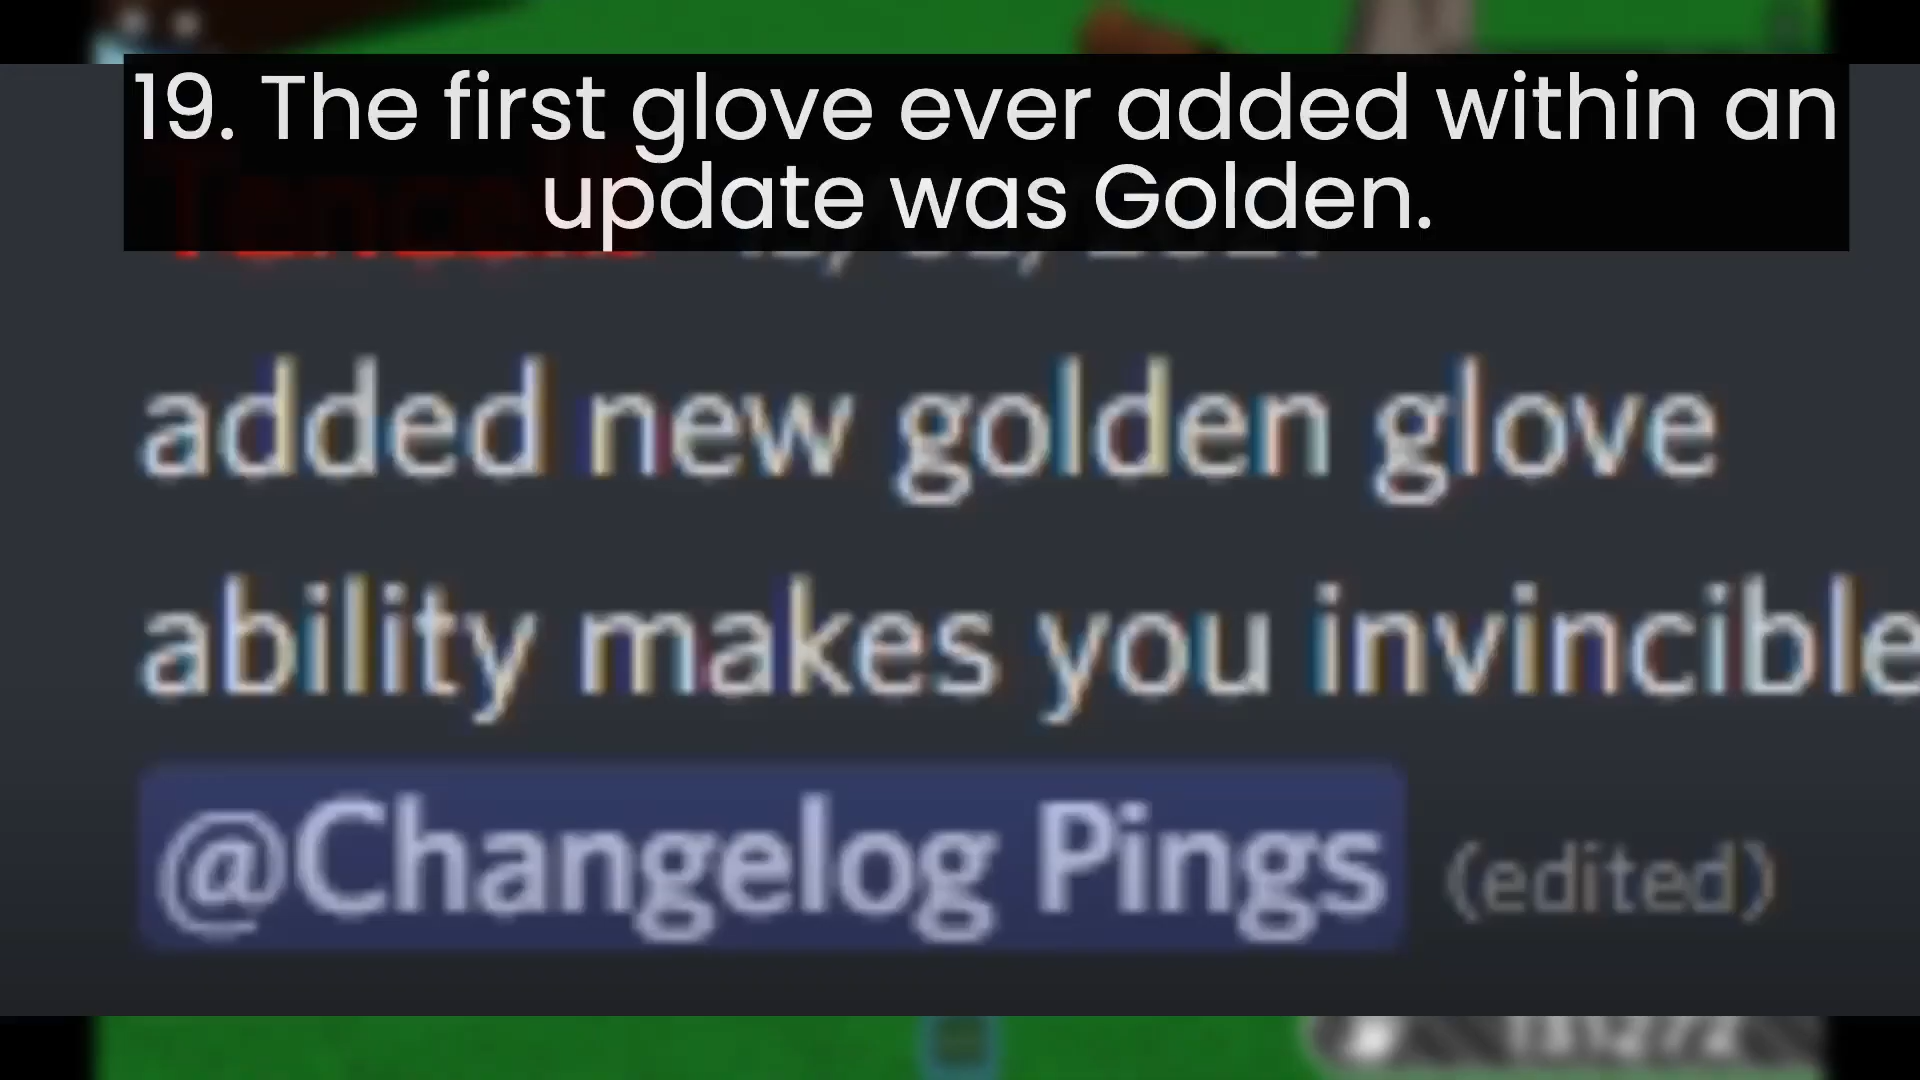 19. The first glove ever added within an
update was Golden.
added new golden glove
ability makes you invincible
@Changelog Pings (edited)